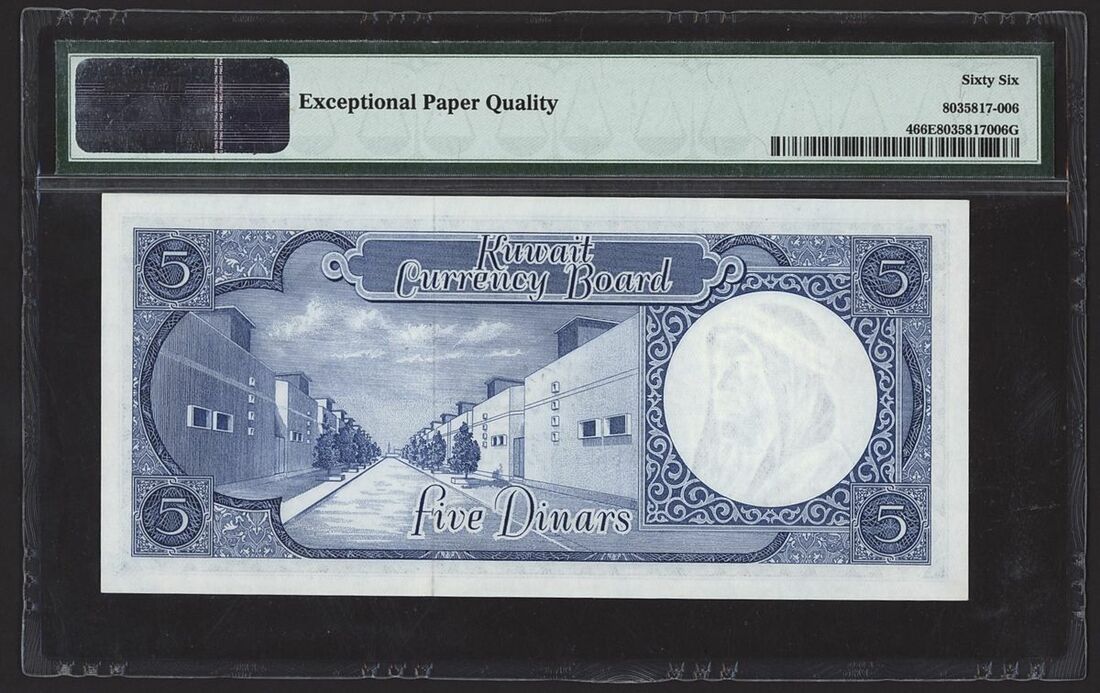 Exceptional Paper Quality
Sixty Six
8035817-006
466E8035817006G
Kuwait
Currency Board
5
5
5
5
Five Dinars